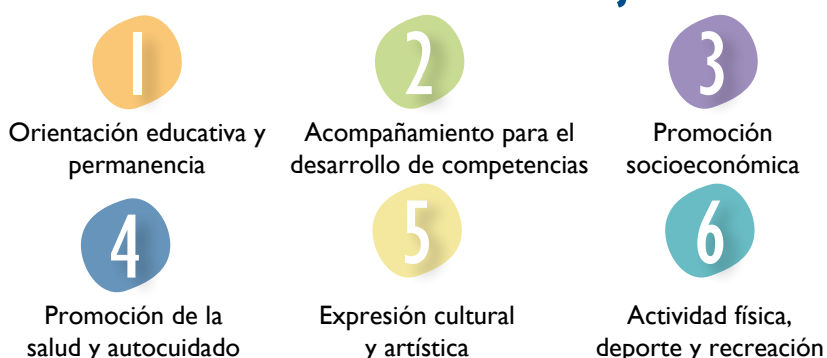 1
Orientación educativa y
permanencia
2
Acompañamiento para el
desarrollo de competencias
3
Promoción
socioeconómica
4
Promoción de la
salud y autocuidado
5
Expresión cultural
y artística
6
Actividad física,
deporte y recreación